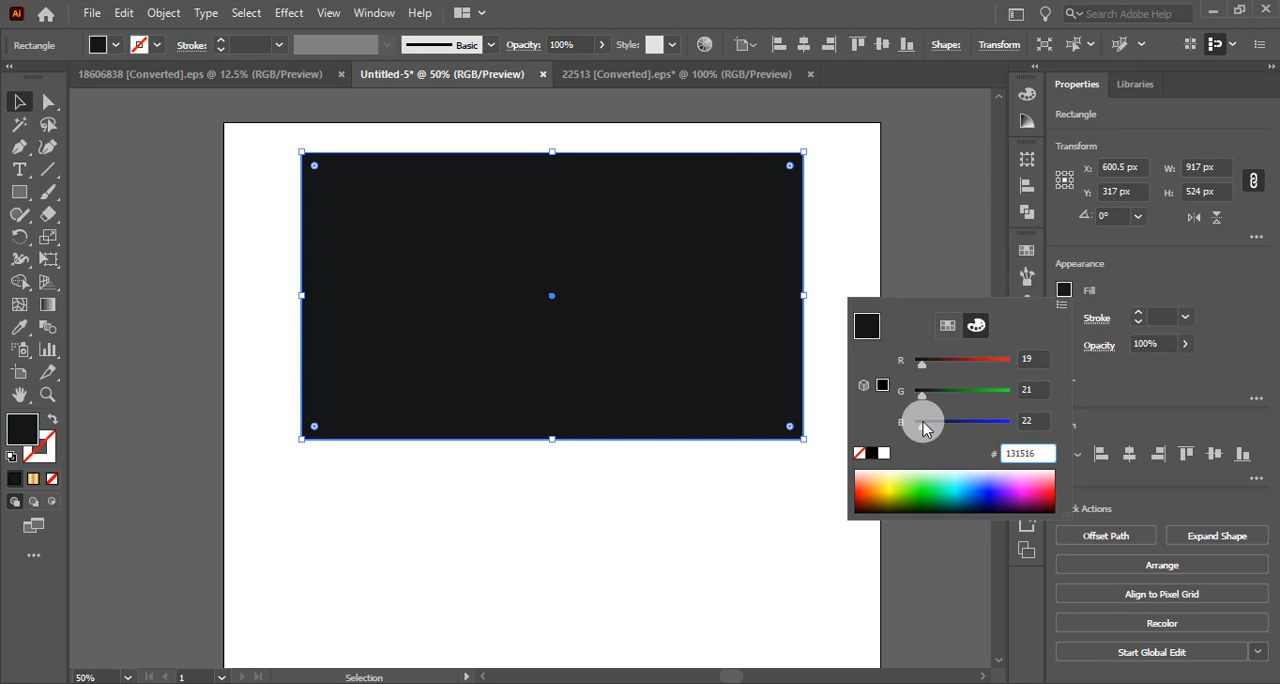 Ai File Edit Object Type Select Effect View Window Help Search Adobe Help
Rectangle Stroke: Basic Opacity: 100% Style: Shape: Transform
18606838 [Converted].eps @ 12.5% (RGB/Preview) × Untitled-5* @ 50% (RGB/Preview) × 22513 [Converted].eps* @ 100% (RGB/Preview) ×
Properties Libraries
Rectangle
Transform
X: 600.5 px W: 917 px
Y: 317 px H: 524 px
0°
Appearance
Fill
Stroke
Opacity 100%
R 19
G 21
B 22
# 131516
ck Actions
Offset Path Expand Shape
Arrange
Align to Pixel Grid
Recolor
Start Global Edit
50% 1 Selection